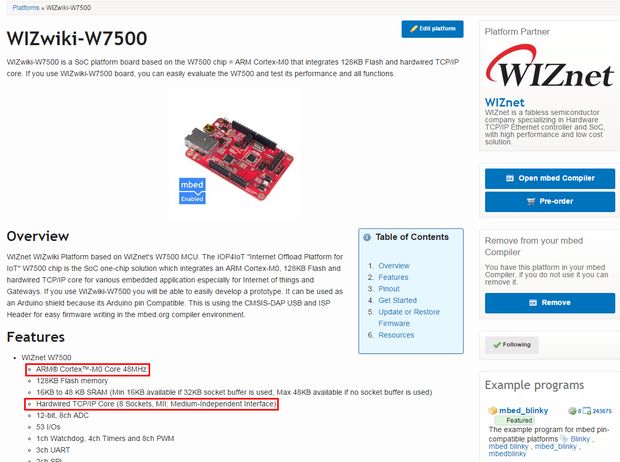 Platforms » WIZwiki-W7500
WIZwiki-W7500
Edit platform
WIZwiki-W7500 is a SoC platform board based on the W7500 chip = ARM Cortex-M0 that integrates 128KB Flash and hardwired TCP/IP
core. If you use WIZwiki-W7500 board, you can easily evaluate the W7500 and test its performance and all functions.
mbed
Enabled
Overview
WIZnet WIZwiki Platform based on WIZnet's W7500 MCU. The IOP4IoT "Internet Offload Platform for
IoT" W7500 chip is the SoC one-chip solution which integrates an ARM Cortex-M0, 128KB Flash and
hardwired TCP/IP core for various embedded application especially for Internet of things and
Gateways. If you use WIZwiki-W7500 you will be able to easily develop a prototype. It can be used as
an Arduino shield because its Arduino pin Compatible. This is using the CMSIS-DAP USB and ISP
Header for easy firmware writing in the mbed.org compiler environment.
Table of Contents
1. Overview
2. Features
3. Pinout
4. Get Started
5. Update or Restore
Firmware
6. Resources
Features
WIZnet W7500
ARM® Cortex™-M0 Core 48MHz
128KB Flash memory
16KB to 48 KB SRAM (Min 16KB available if 32KB socket buffer is used, Max 48KB available if no socket buffer is used)
Hardwired TCP/IP Core (8 Sockets, MII: Medium-Independent Interface)
12-bit, 8ch ADC
53 I/Os
1ch Watchdog, 4ch Timers and 8ch PWM
3ch UART
2ch SPI
Platform Partner
WIZnet
WIZnet
WIZnet is a fabless semiconductor
company specializing in Hardware
TCP/IP Ethernet controller and SoC,
with high performance and low cost
solution.
Open mbed Compiler
Pre-order
Remove from your mbed
Compiler
You have this platform in your mbed
Compiler, if you do not use it you can
remove it.
Remove
Following
Example programs
mbed_blinky
8
243675
Featured
The example program for mbed pin-
compatible platforms Blinky ,
mbed , mbed blinky , mbed_blinky ,
mbedblinky